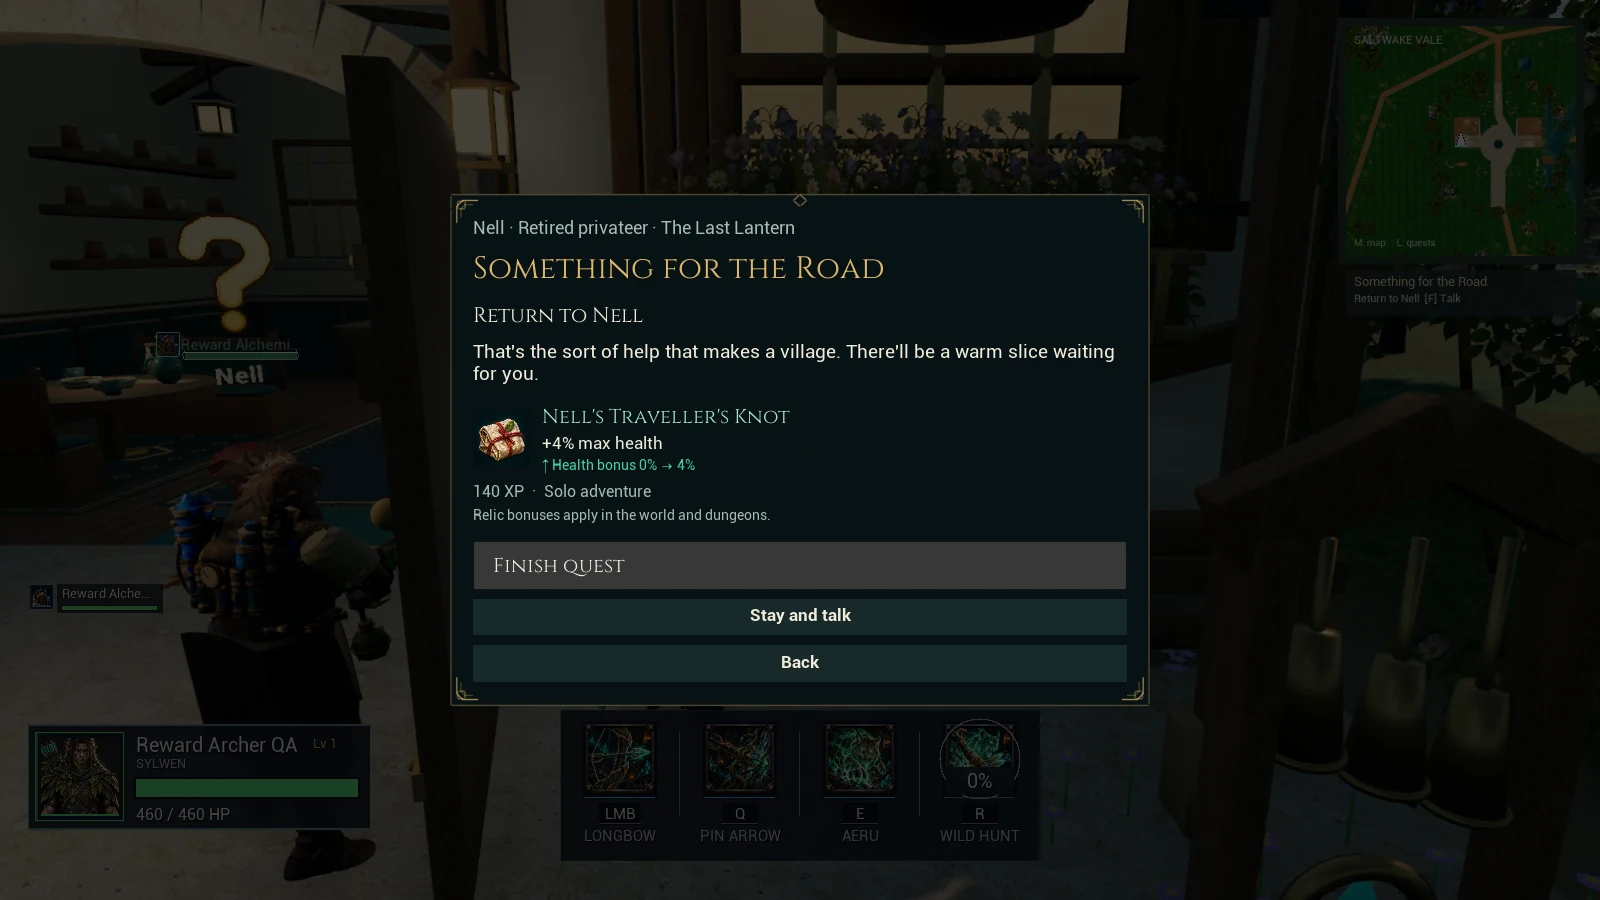 SALTWAKE VALE
M: map L: quests
Something for the Road
Return to Nell [F] Talk
Reward Alchemi...
Nell
Nell · Retired privateer · The Last Lantern
Something for the Road
Return to Nell
That's the sort of help that makes a village. There'll be a warm slice waiting
for you.
Nell's Traveller's Knot
+4% max health
↑ Health bonus 0% → 4%
140 XP · Solo adventure
Relic bonuses apply in the world and dungeons.
Finish quest
Stay and talk
Back
Reward Alche...
Reward Archer QA Lv 1
SYLWEN
460 / 460 HP
0%
LMB Q E R
LONGBOW PIN ARROW AERU WILD HUNT